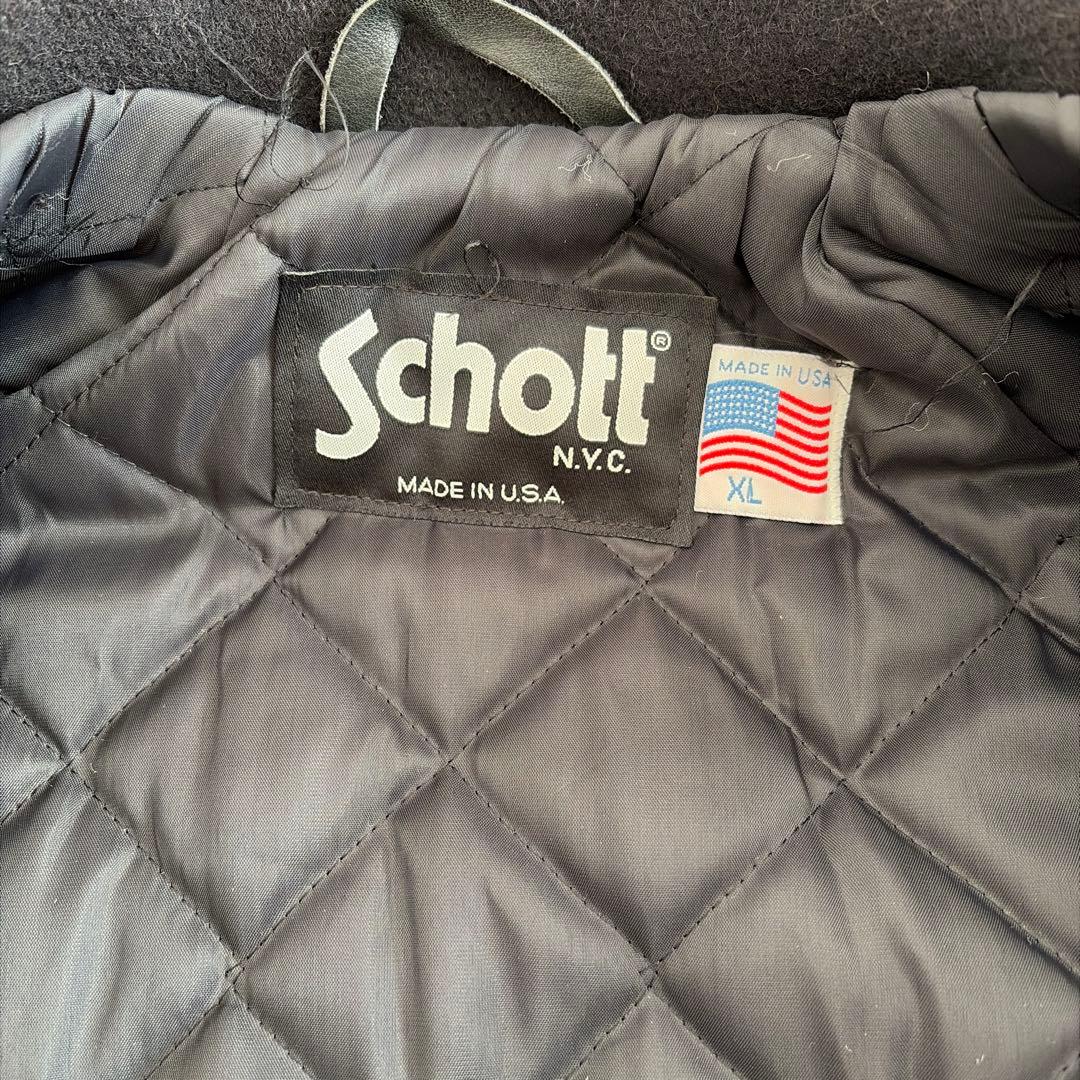 Schott®
N.Y.C.
MADE IN U.S.A.
MADE IN USA
XL